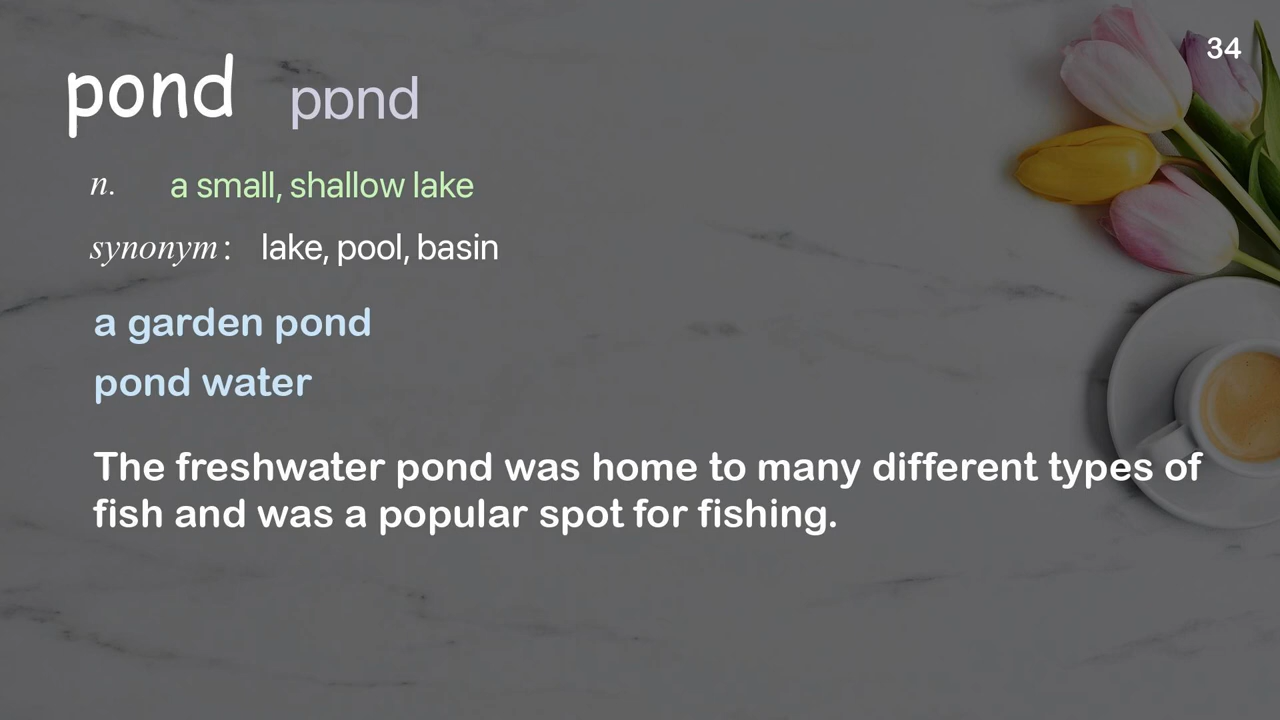 34
pond pɒnd
n. a small, shallow lake
synonym: lake, pool, basin
a garden pond
pond water
The freshwater pond was home to many different types of
fish and was a popular spot for fishing.